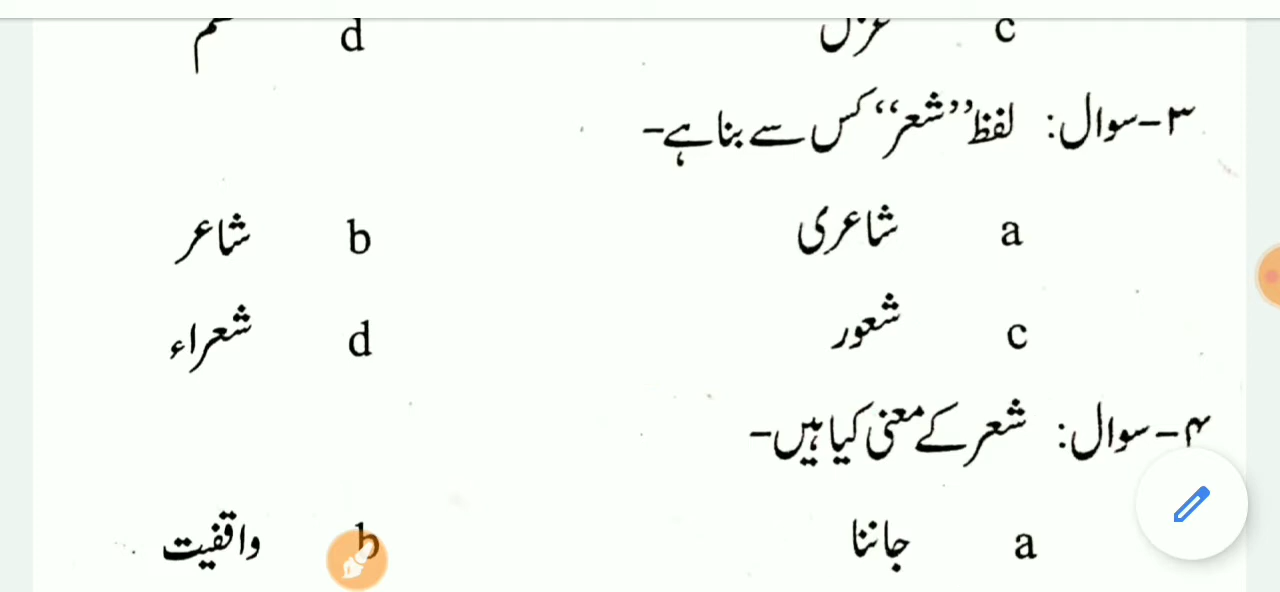 c غزل d
۳-سوال: لفظ ’’شعر‘‘ کس سے بنا ہے-
a شاعری b شاعر
c شعور d شعراء
۴-سوال: شعر کے معنی کیا ہیں-
a جاننا b واقفیت